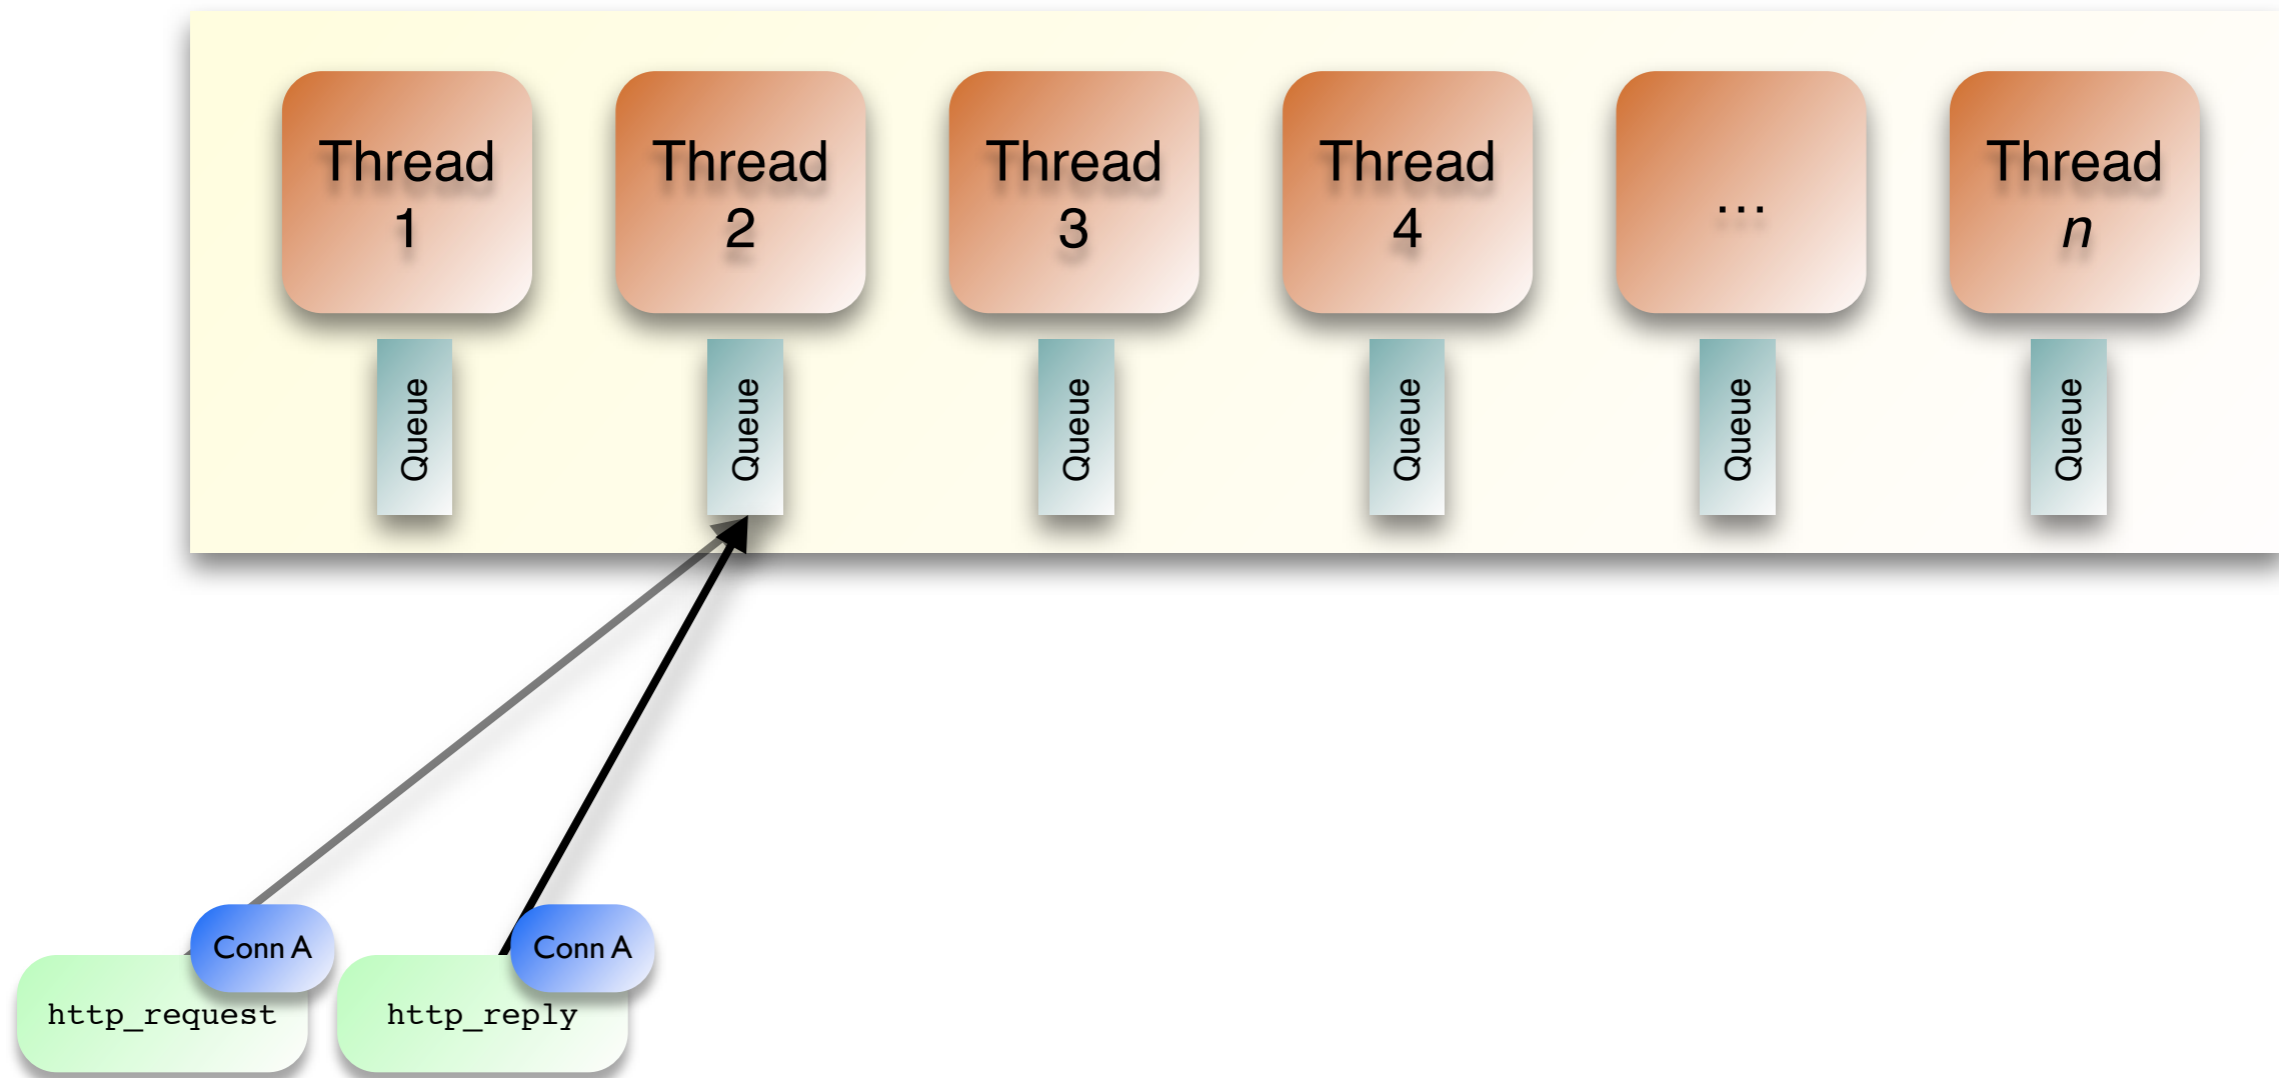 Thread
1
Thread
2
Thread
3
Thread
4
...
Thread
n
Queue
Queue
Queue
Queue
Queue
Queue
Conn A
http_request
Conn A
http_reply